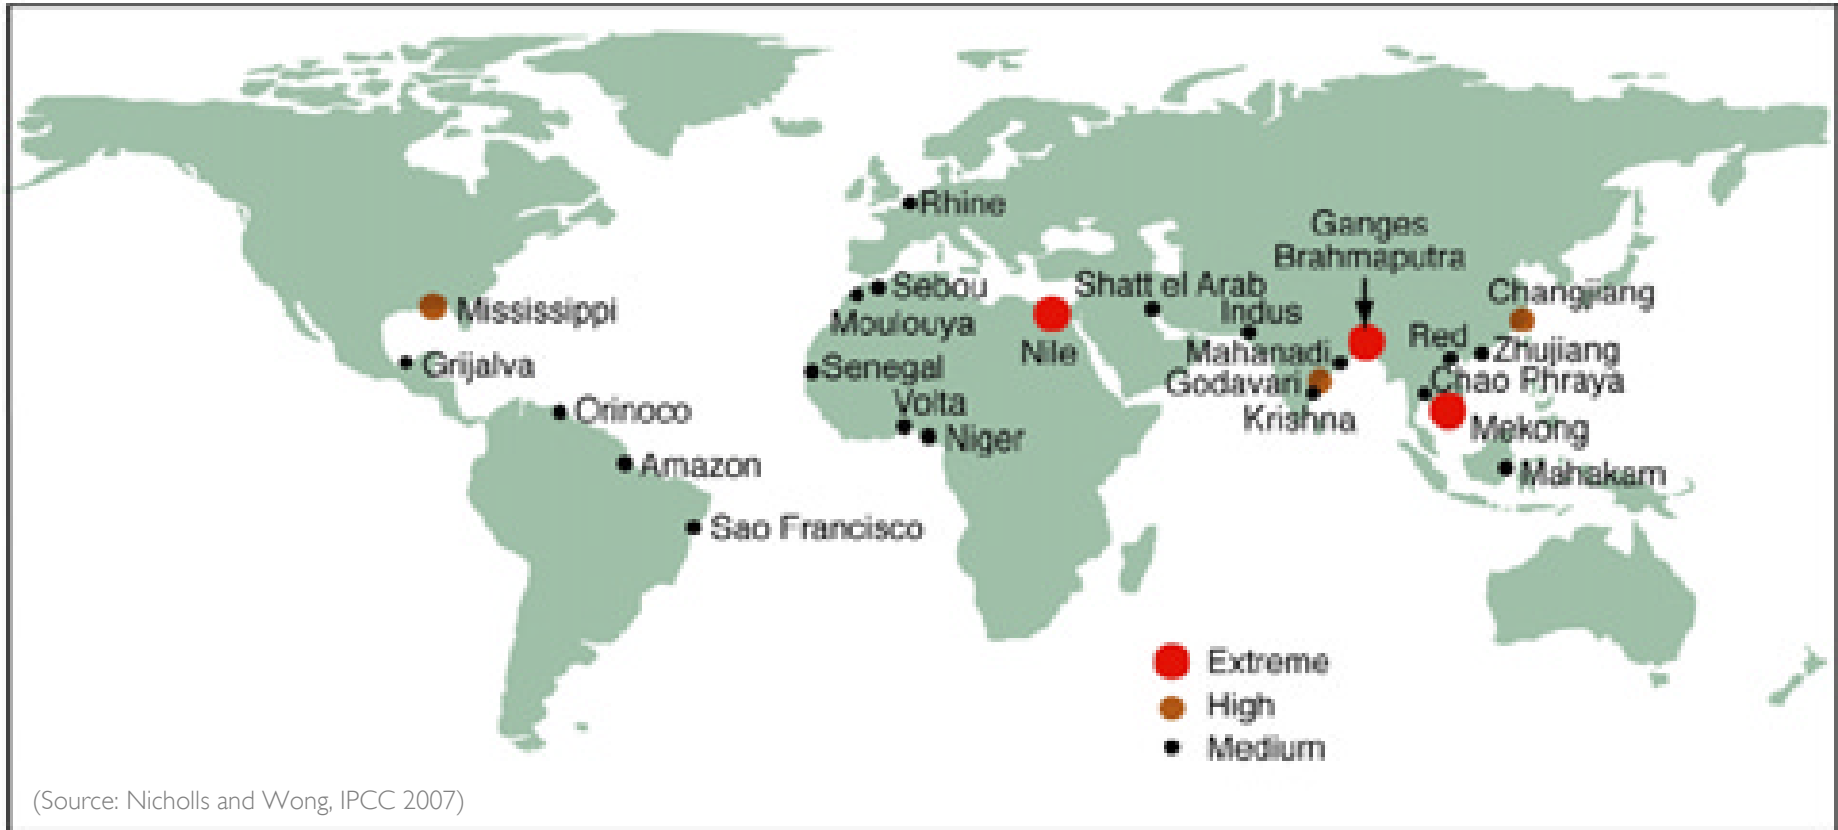 Rhine
Ganges
Brahmaputra
Sebou
Shatt el Arab
Changjiang
Mississippi
Moulouya
Indus
Nile
Red
Mahanadi
Zhujiang
Grijalva
Senegal
Godavari
Chao Phraya
Orinoco
Volta
Krishna
Niger
Mekong
Amazon
Mahakam
Sao Francisco
Extreme
High
Medium
(Source: Nicholls and Wong, IPCC 2007)